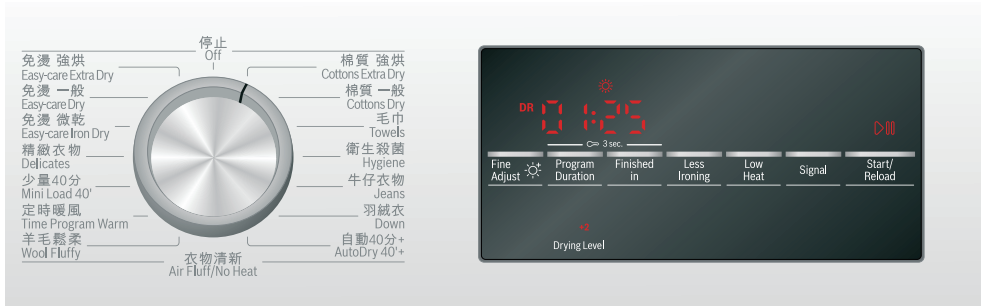 停止
Off
免燙 強烘
Easy-care Extra Dry
免燙 一般
Easy-care Dry
免燙 微乾
Easy-care Iron Dry
精緻衣物
Delicates
少量40分
Mini Load 40'
定時暖風
Time Program Warm
羊毛鬆柔
Wool Fluffy
衣物清新
Air Fluff/No Heat
棉質 強烘
Cottons Extra Dry
棉質 一般
Cottons Dry
毛巾
Towels
衛生殺菌
Hygiene
牛仔衣物
Jeans
羽絨衣
Down
自動40分+
AutoDry 40'+
DR 01:25
3 sec.
Fine
Adjust
Program
Duration
Finished
in
Less
Ironing
Low
Heat
Signal
Start/
Reload
+2
Drying Level